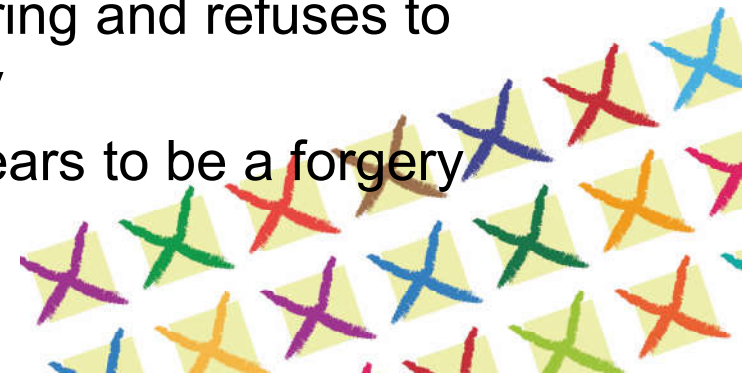 ring and refuses to
ears to be a forgery